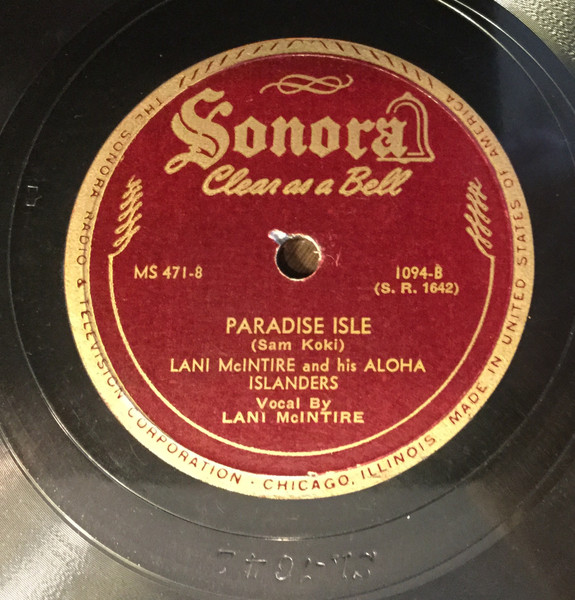 Sonora
Clear as a Bell
MS 471-8
1094-B
(S. R. 1642)
PARADISE ISLE
(Sam Koki)
LANI McINTIRE and his ALOHA
ISLANDERS
Vocal By
LANI McINTIRE
THE SONORA RADIO & TELEVISION CORPORATION · CHICAGO, ILLINOIS MADE IN UNITED STATES OF AMERICA